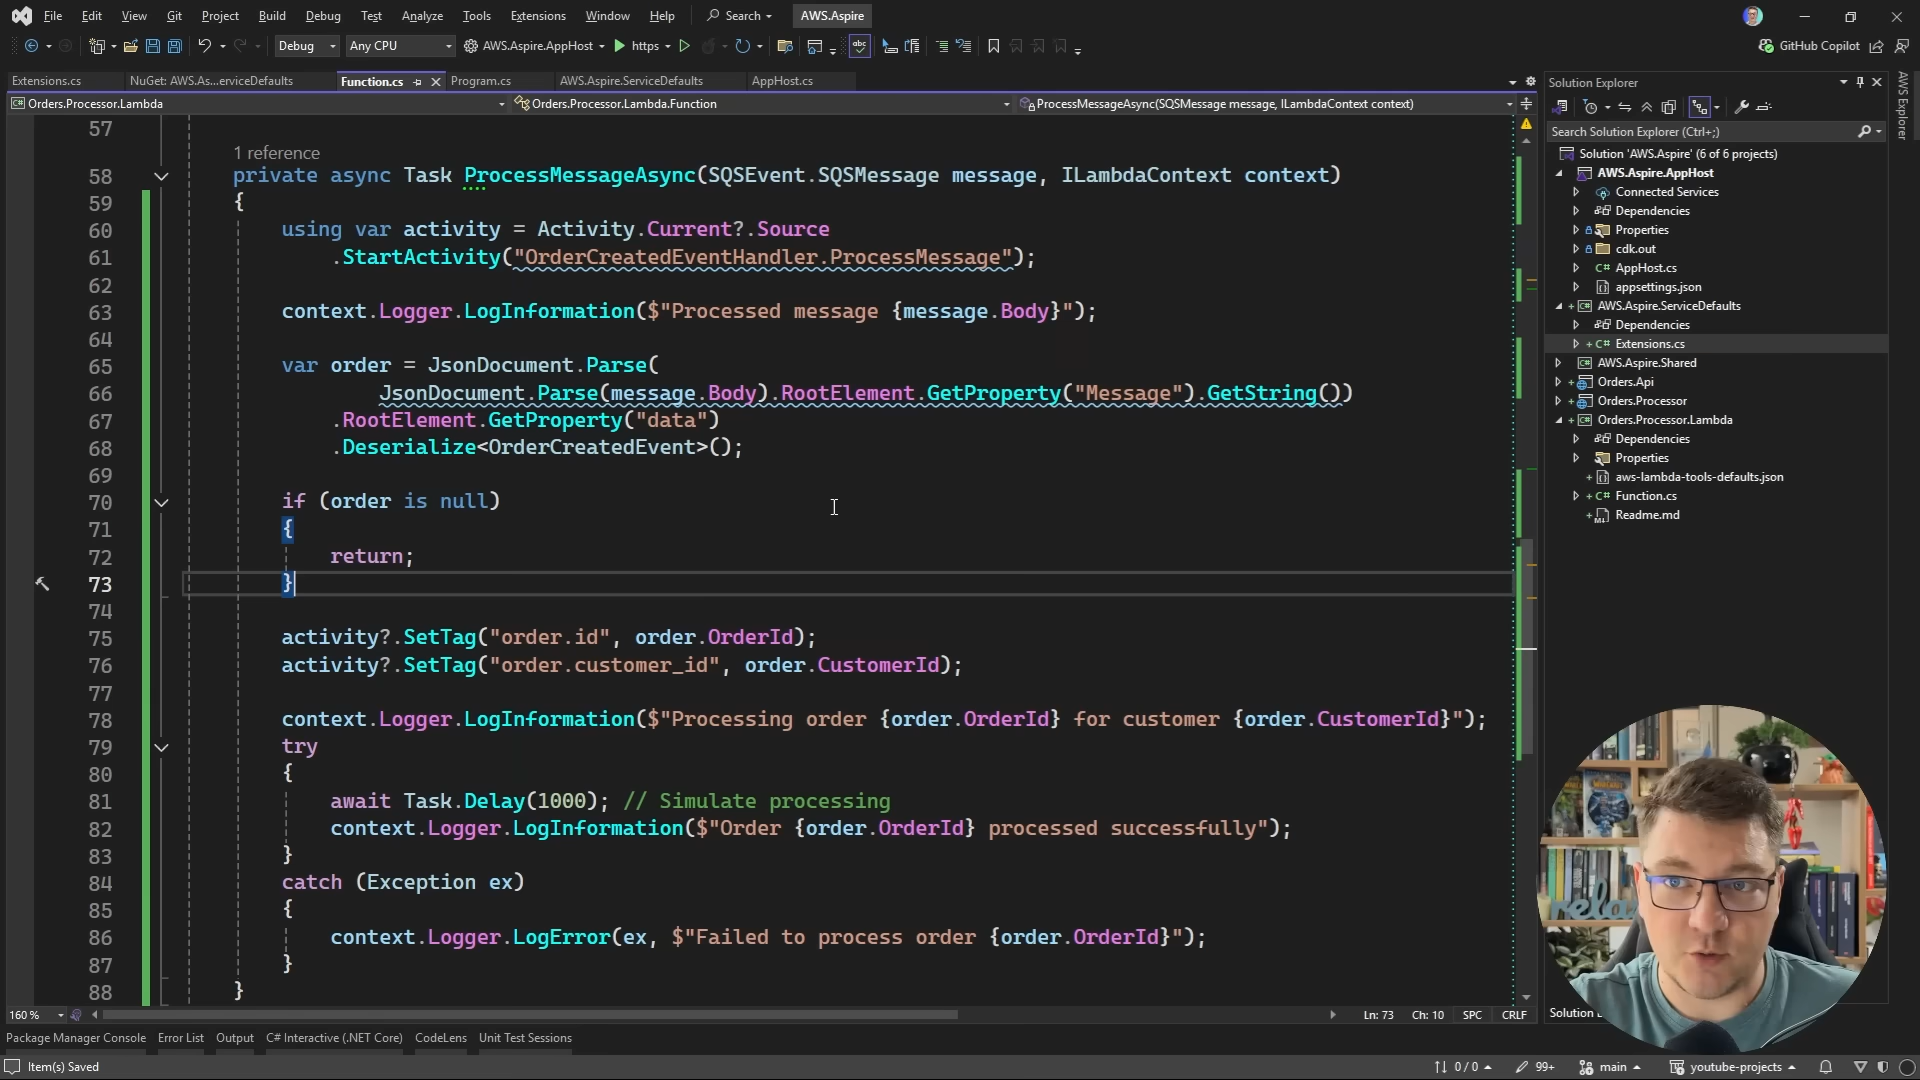 File Edit View Git Project Build Debug Test Analyze Tools Extensions Window Help Search AWS.Aspire
Debug Any CPU AWS.Aspire.AppHost https abc GitHub Copilot
Extensions.cs NuGet: AWS.As...erviceDefaults Function.cs Program.cs AWS.Aspire.ServiceDefaults AppHost.cs
Orders.Processor.Lambda Orders.Processor.Lambda.Function ProcessMessageAsync(SQSMessage message, ILambdaContext context)
57
1 reference
58 private async Task ProcessMessageAsync(SQSEvent.SQSMessage message, ILambdaContext context)
59 {
60 using var activity = Activity.Current?.Source
61 .StartActivity("OrderCreatedEventHandler.ProcessMessage");
62
63 context.Logger.LogInformation($"Processed message {message.Body}");
64
65 var order = JsonDocument.Parse(
66 JsonDocument.Parse(message.Body).RootElement.GetProperty("Message").GetString())
67 .RootElement.GetProperty("data")
68 .Deserialize<OrderCreatedEvent>();
69
70 if (order is null)
71 {
72 return;
73 }
74
75 activity?.SetTag("order.id", order.OrderId);
76 activity?.SetTag("order.customer_id", order.CustomerId);
77
78 context.Logger.LogInformation($"Processing order {order.OrderId} for customer {order.CustomerId}");
79 try
80 {
81 await Task.Delay(1000); // Simulate processing
82 context.Logger.LogInformation($"Order {order.OrderId} processed successfully");
83 }
84 catch (Exception ex)
85 {
86 context.Logger.LogError(ex, $"Failed to process order {order.OrderId}");
87 }
88 }
160 % Ln: 73 Ch: 10 SPC CRLF
Solution Explorer
Search Solution Explorer (Ctrl+;)
Solution 'AWS.Aspire' (6 of 6 projects)
AWS.Aspire.AppHost
Connected Services
Dependencies
Properties
cdk.out
AppHost.cs
appsettings.json
AWS.Aspire.ServiceDefaults
Dependencies
Extensions.cs
AWS.Aspire.Shared
Orders.Api
Orders.Processor
Orders.Processor.Lambda
Dependencies
Properties
aws-lambda-tools-defaults.json
Function.cs
Readme.md
AWS Explorer
Package Manager Console Error List Output C# Interactive (.NET Core) CodeLens Unit Test Sessions
Item(s) Saved 0 / 0 99+ main youtube-projects